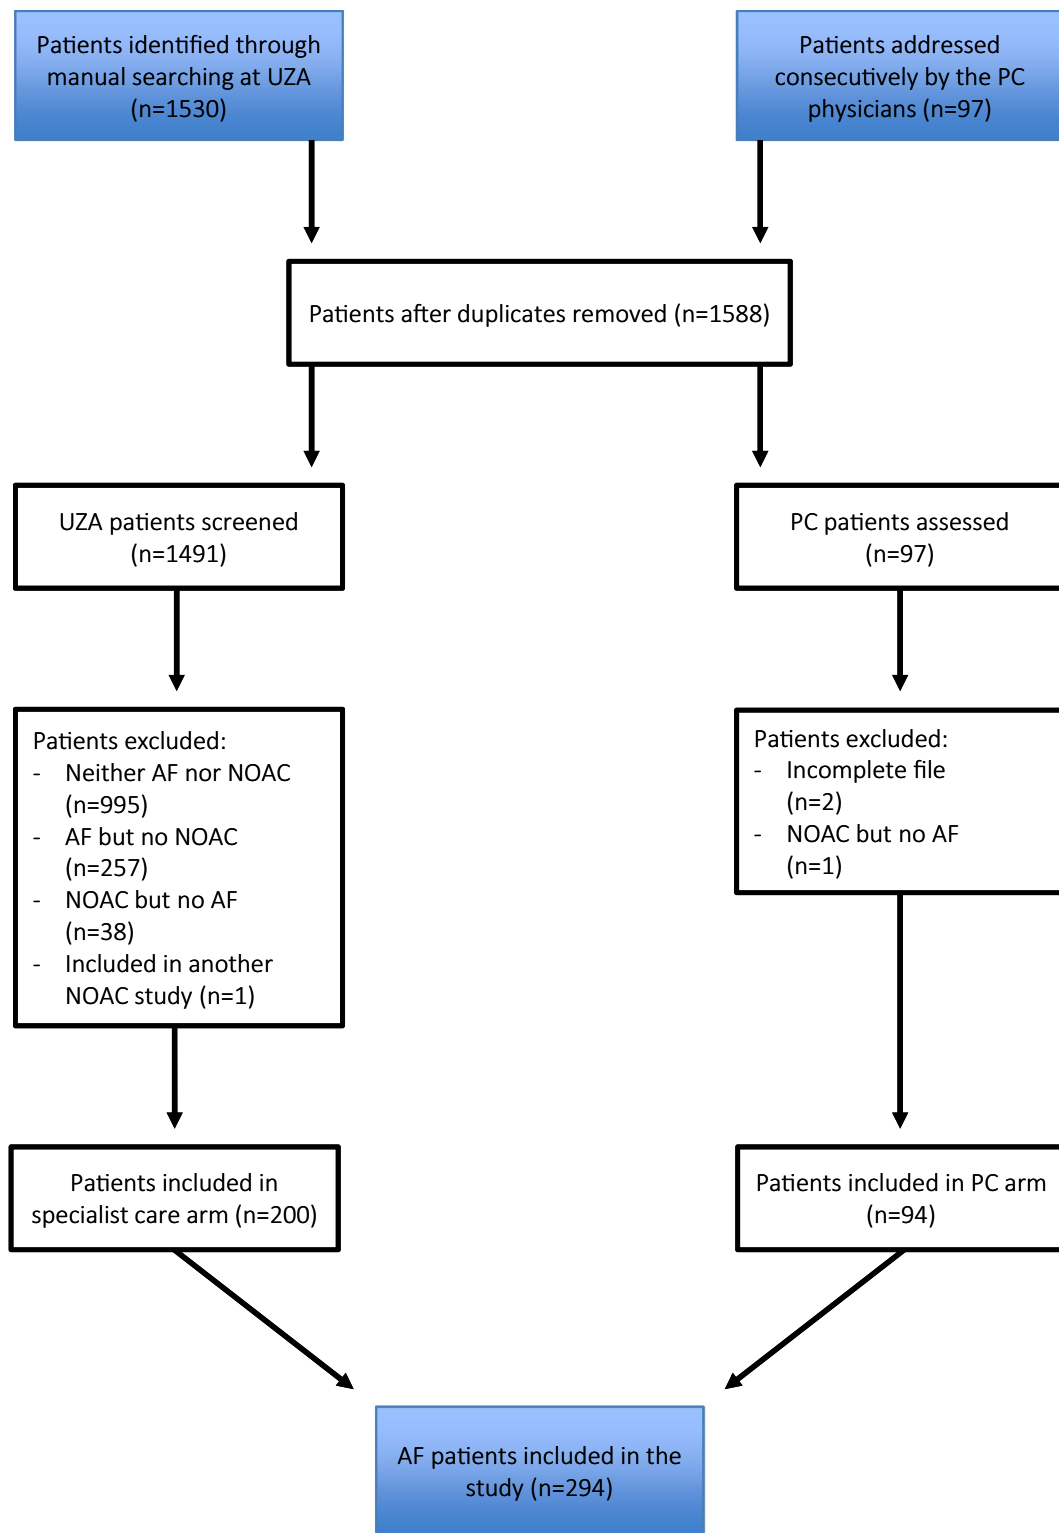 Patients identified through
manual searching at UZA
(n=1530)
Patients addressed
consecutively by the PC
physicians (n=97)
Patients after duplicates removed (n=1588)
UZA patients screened
(n=1491)
PC patients assessed
(n=97)
Patients excluded:
- Neither AF nor NOAC
(n=995)
- AF but no NOAC
(n=257)
- NOAC but no AF
(n=38)
- Included in another
NOAC study (n=1)
Patients excluded:
- Incomplete file
(n=2)
- NOAC but no AF
(n=1)
Patients included in
specialist care arm (n=200)
Patients included in PC arm
(n=94)
AF patients included in the
study (n=294)